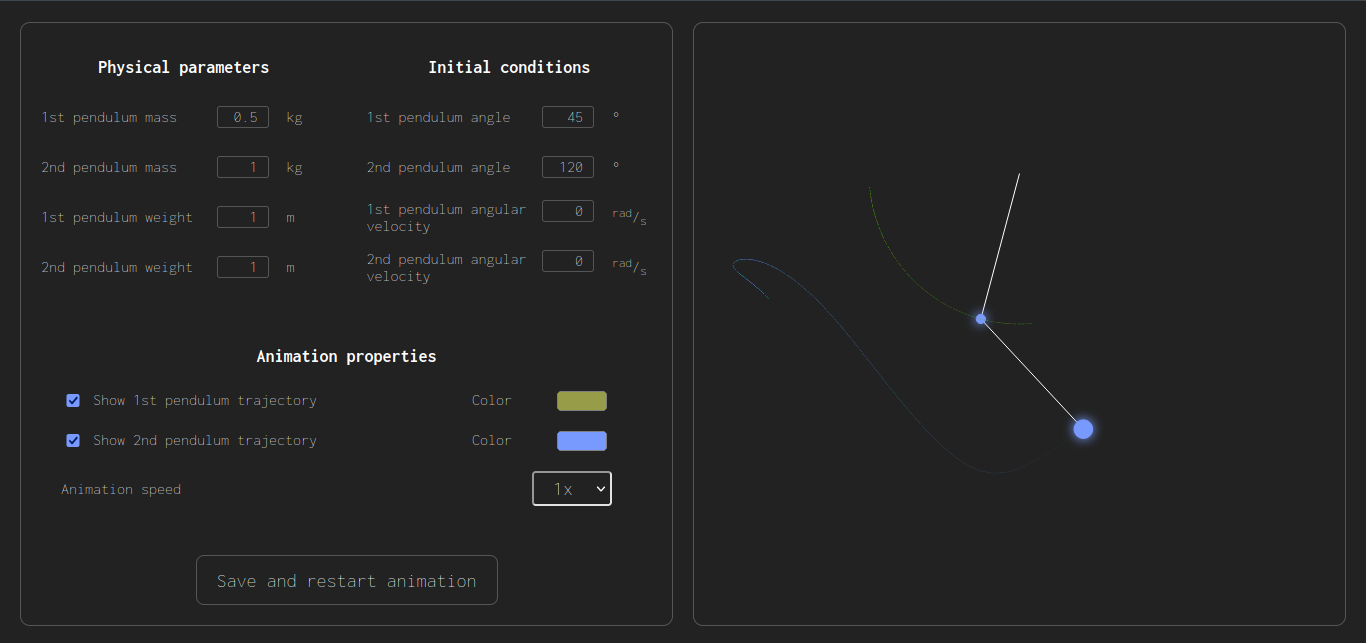 Physical parameters
1st pendulum mass 0.5 kg
2nd pendulum mass 1 kg
1st pendulum weight 1 m
2nd pendulum weight 1 m
Initial conditions
1st pendulum angle 45 °
2nd pendulum angle 120 °
1st pendulum angular
velocity 0 rad/s
2nd pendulum angular
velocity 0 rad/s
Animation properties
Show 1st pendulum trajectory Color
Show 2nd pendulum trajectory Color
Animation speed 1x
Save and restart animation